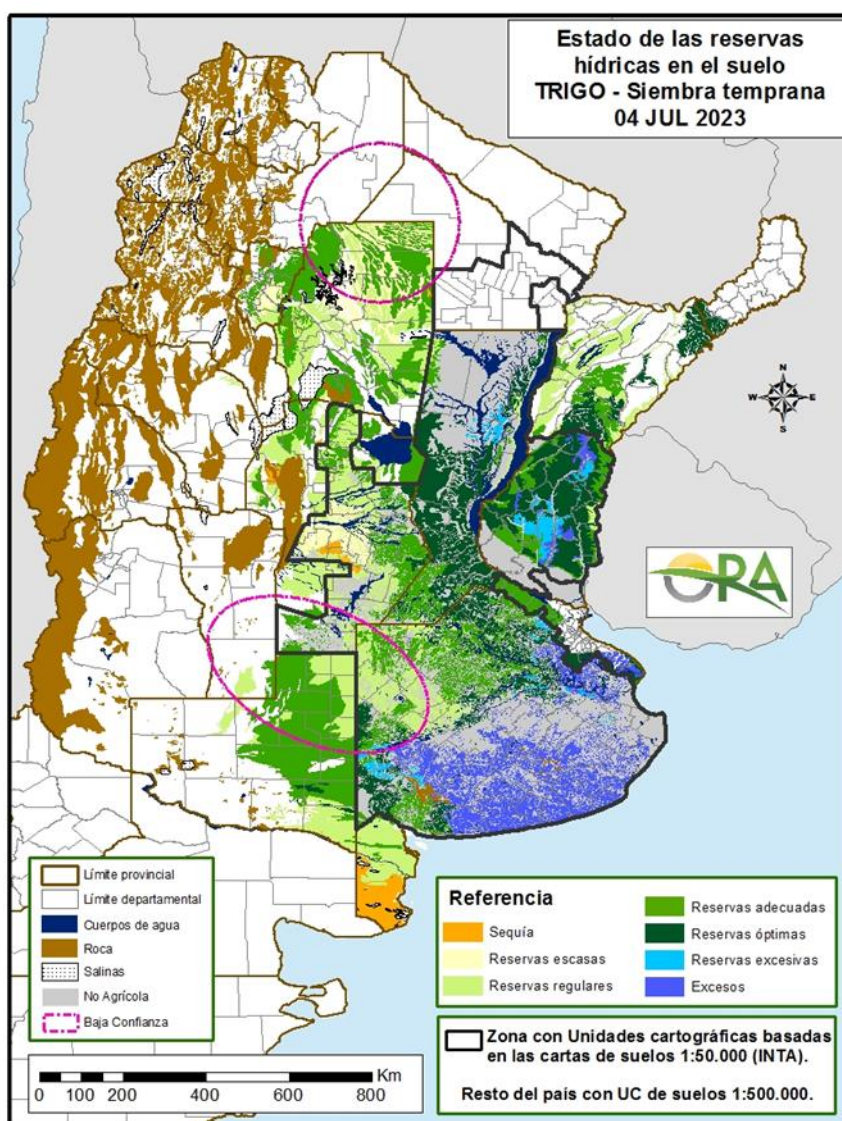 Estado de las reservas
hídricas en el suelo
TRIGO - Siembra temprana
04 JUL 2023
N
W E
S
ORA
Límite provincial
Límite departamental
Cuerpos de agua
Roca
Salinas
No Agrícola
Baja Confianza
Referencia
Sequía
Reservas escasas
Reservas regulares
Reservas adecuadas
Reservas óptimas
Reservas excesivas
Excesos
Zona con Unidades cartográficas basadas
en las cartas de suelos 1:50.000 (INTA).
Resto del país con UC de suelos 1:500.000.
Km
0 100 200 400 600 800